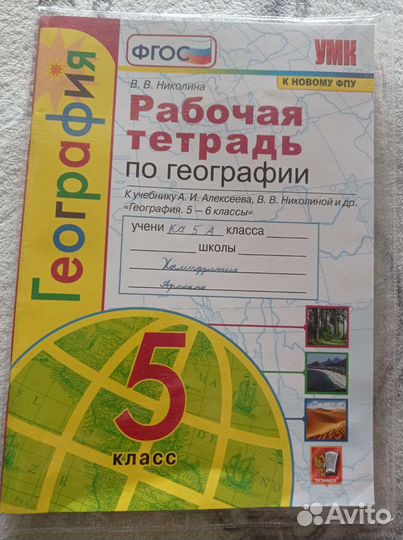 ФГОС
УМК
К НОВОМУ ФПУ
В. В. Николина
География
Рабочая
тетрадь
по географии
К учебнику А. И. Алексеева, В. В. Николиной и др.
«География. 5 – 6 классы»
учени ка 5 А класса
школы
5
класс
ЭКЗАМЕН
Avito